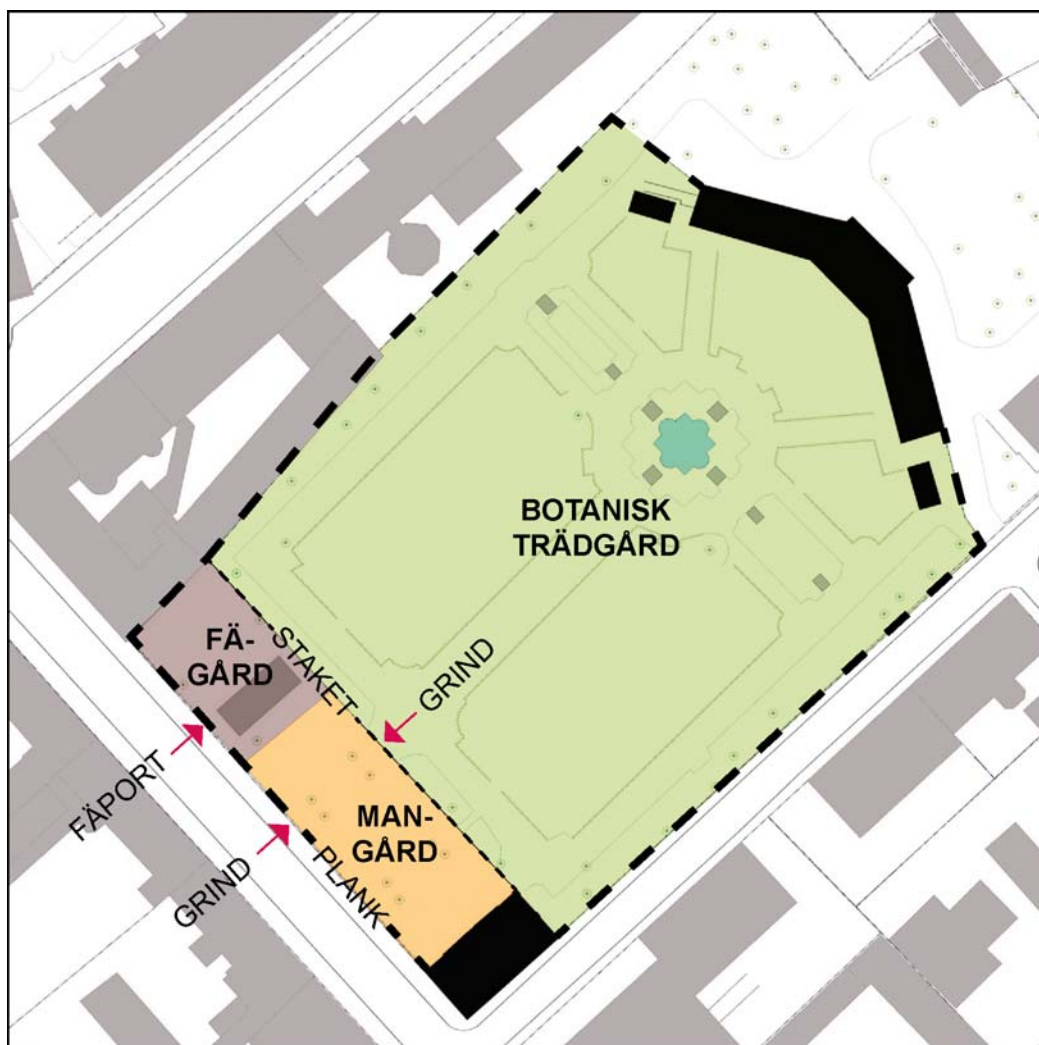 BOTANISK
TRÄDGÅRD
FÄ-
GÅRD
STAKET
GRIND
FÄPORT
MAN-
GÅRD
GRIND
PLANK